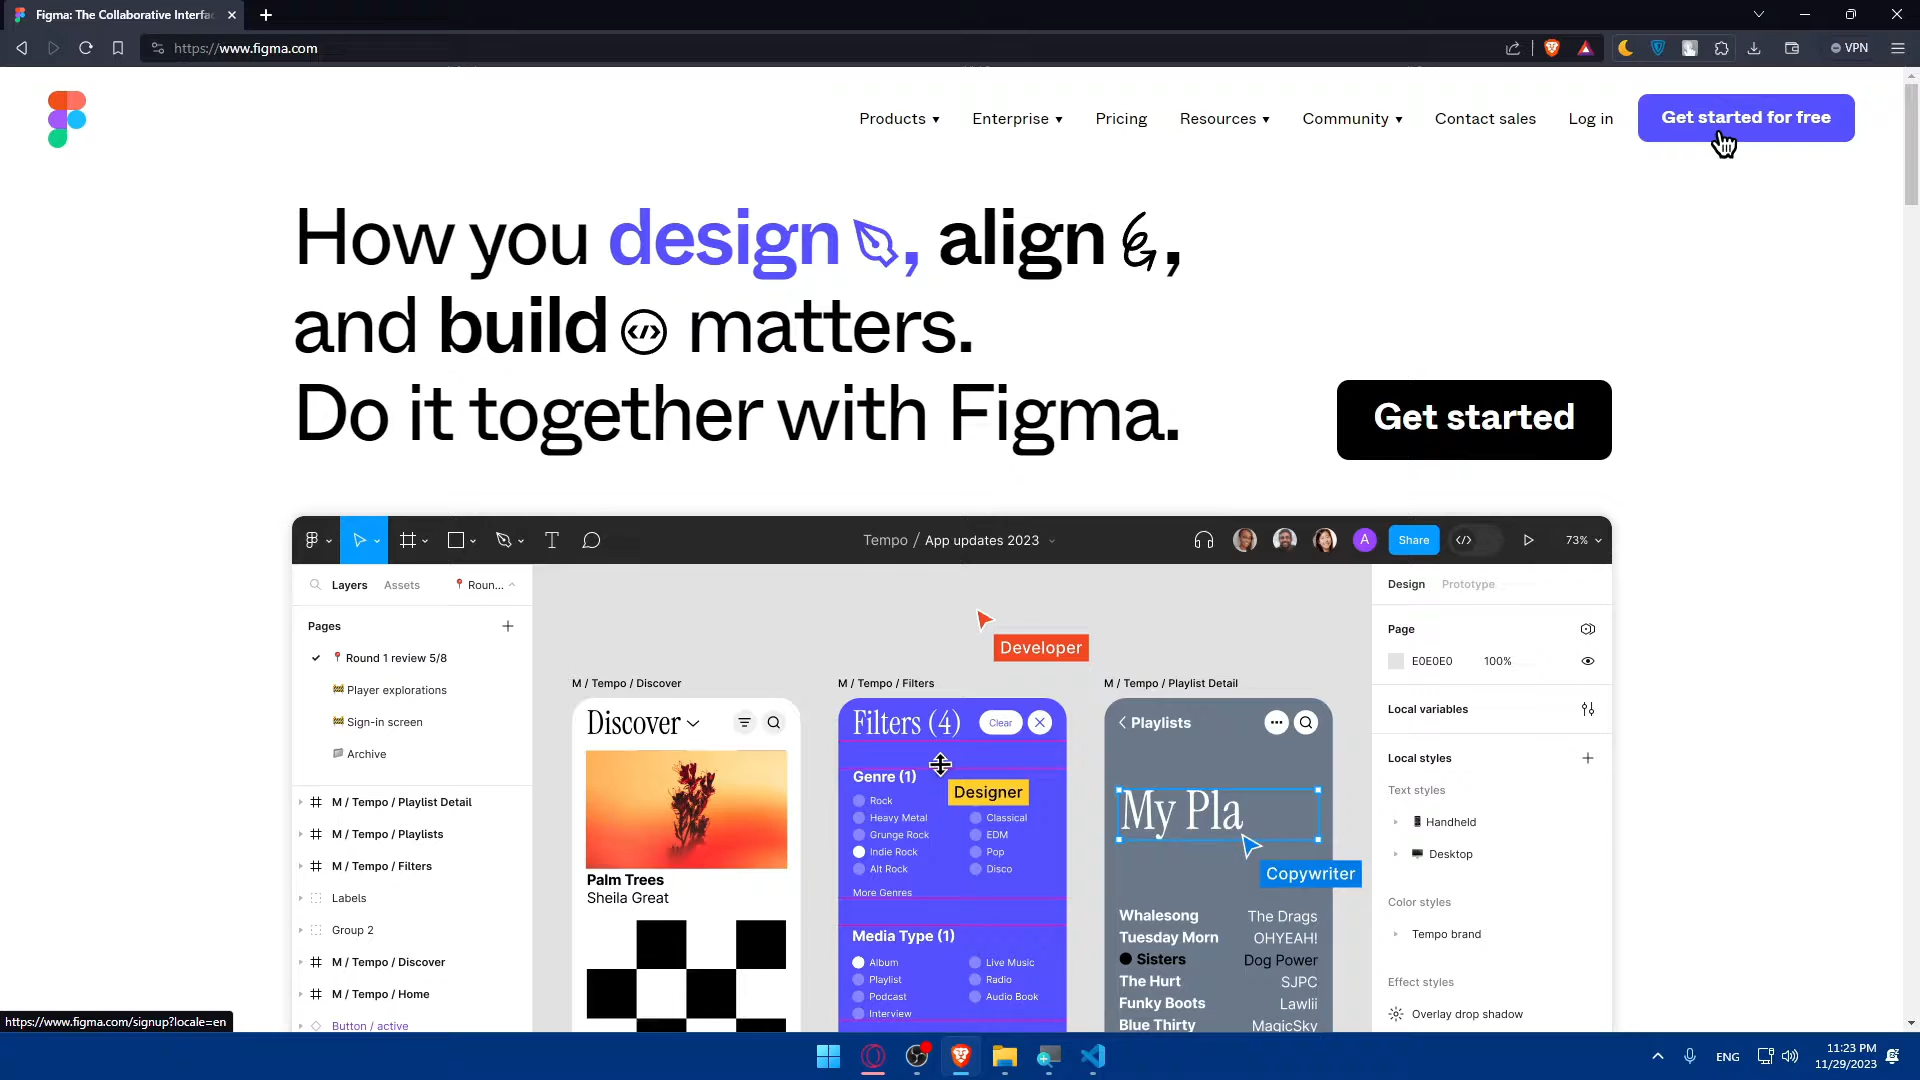 Figma: The Collaborative Interfa
https://www.figma.com
VPN
Products
Enterprise
Pricing
Resources
Community
Contact sales
Log in
Get started for free
How you design, align,
and build matters.
Do it together with Figma.
Get started
Tempo / App updates 2023
A
Share
73%
Layers
Assets
Roun...
Pages
Round 1 review 5/8
Player explorations
Sign-in screen
Archive
M / Tempo / Playlist Detail
M / Tempo / Playlists
M / Tempo / Filters
Labels
Group 2
M / Tempo / Discover
M / Tempo / Home
Button / active
Developer
M / Tempo / Discover
Discover
Palm Trees
Sheila Great
M / Tempo / Filters
Filters (4)
Clear
Genre (1)
Designer
Rock
Heavy Metal
Classical
Grunge Rock
EDM
Indie Rock
Pop
Alt Rock
Disco
More Genres
Media Type (1)
Album
Live Music
Playlist
Radio
Podcast
Audio Book
Interview
M / Tempo / Playlist Detail
Playlists
My Pla
Copywriter
Whalesong The Drags
Tuesday Morn OHYEAH!
Sisters Dog Power
The Hurt SJPC
Funky Boots Lawlii
Blue Thirty MagicSky
Design
Prototype
Page
E0E0E0 100%
Local variables
Local styles
Text styles
Handheld
Desktop
Color styles
Tempo brand
Effect styles
Overlay drop shadow
https://www.figma.com/signup?locale=en
ENG
11:23 PM
11/29/2023